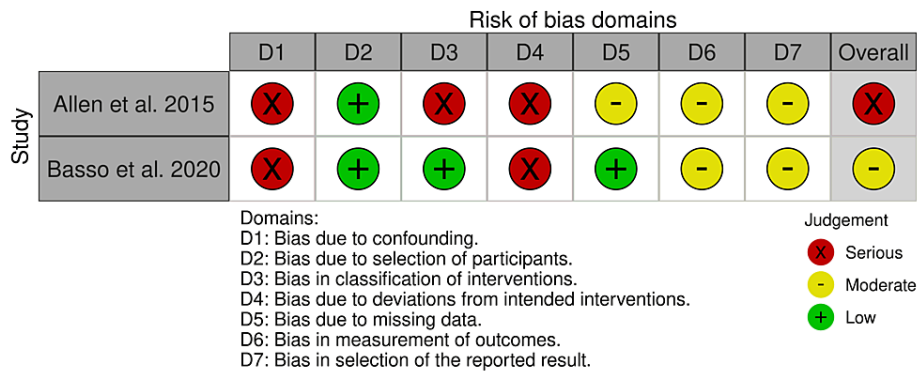 Risk of bias domains
D1 D2 D3 D4 D5 D6 D7 Overall
Study
Allen et al. 2015 X + X X - - - X
Basso et al. 2020 X + + X + - - -
Domains:
D1: Bias due to confounding.
D2: Bias due to selection of participants.
D3: Bias in classification of interventions.
D4: Bias due to deviations from intended interventions.
D5: Bias due to missing data.
D6: Bias in measurement of outcomes.
D7: Bias in selection of the reported result.
Judgement
X Serious
- Moderate
+ Low